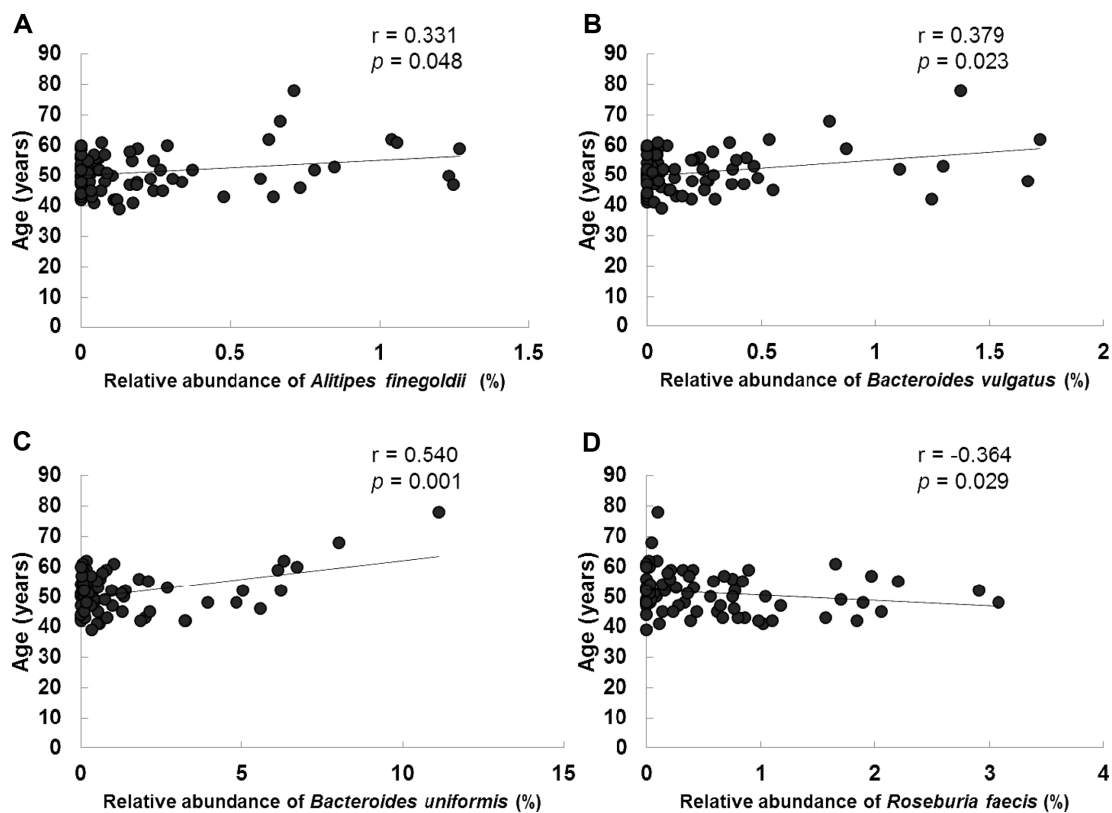 A
r = 0.331
p = 0.048
90
80
70
60
50
40
30
20
10
0
Age (years)
0 0.5 1 1.5
Relative abundance of Alitipes finegoldii (%)
B
r = 0.379
p = 0.023
90
80
70
60
50
40
30
20
10
0
Age (years)
0 0.5 1 1.5 2
Relative abundance of Bacteroides vulgatus (%)
C
r = 0.540
p = 0.001
90
80
70
60
50
40
30
20
10
0
Age (years)
0 5 10 15
Relative abundance of Bacteroides uniformis (%)
D
r = -0.364
p = 0.029
90
80
70
60
50
40
30
20
10
0
Age (years)
0 1 2 3 4
Relative abundance of Roseburia faecis (%)